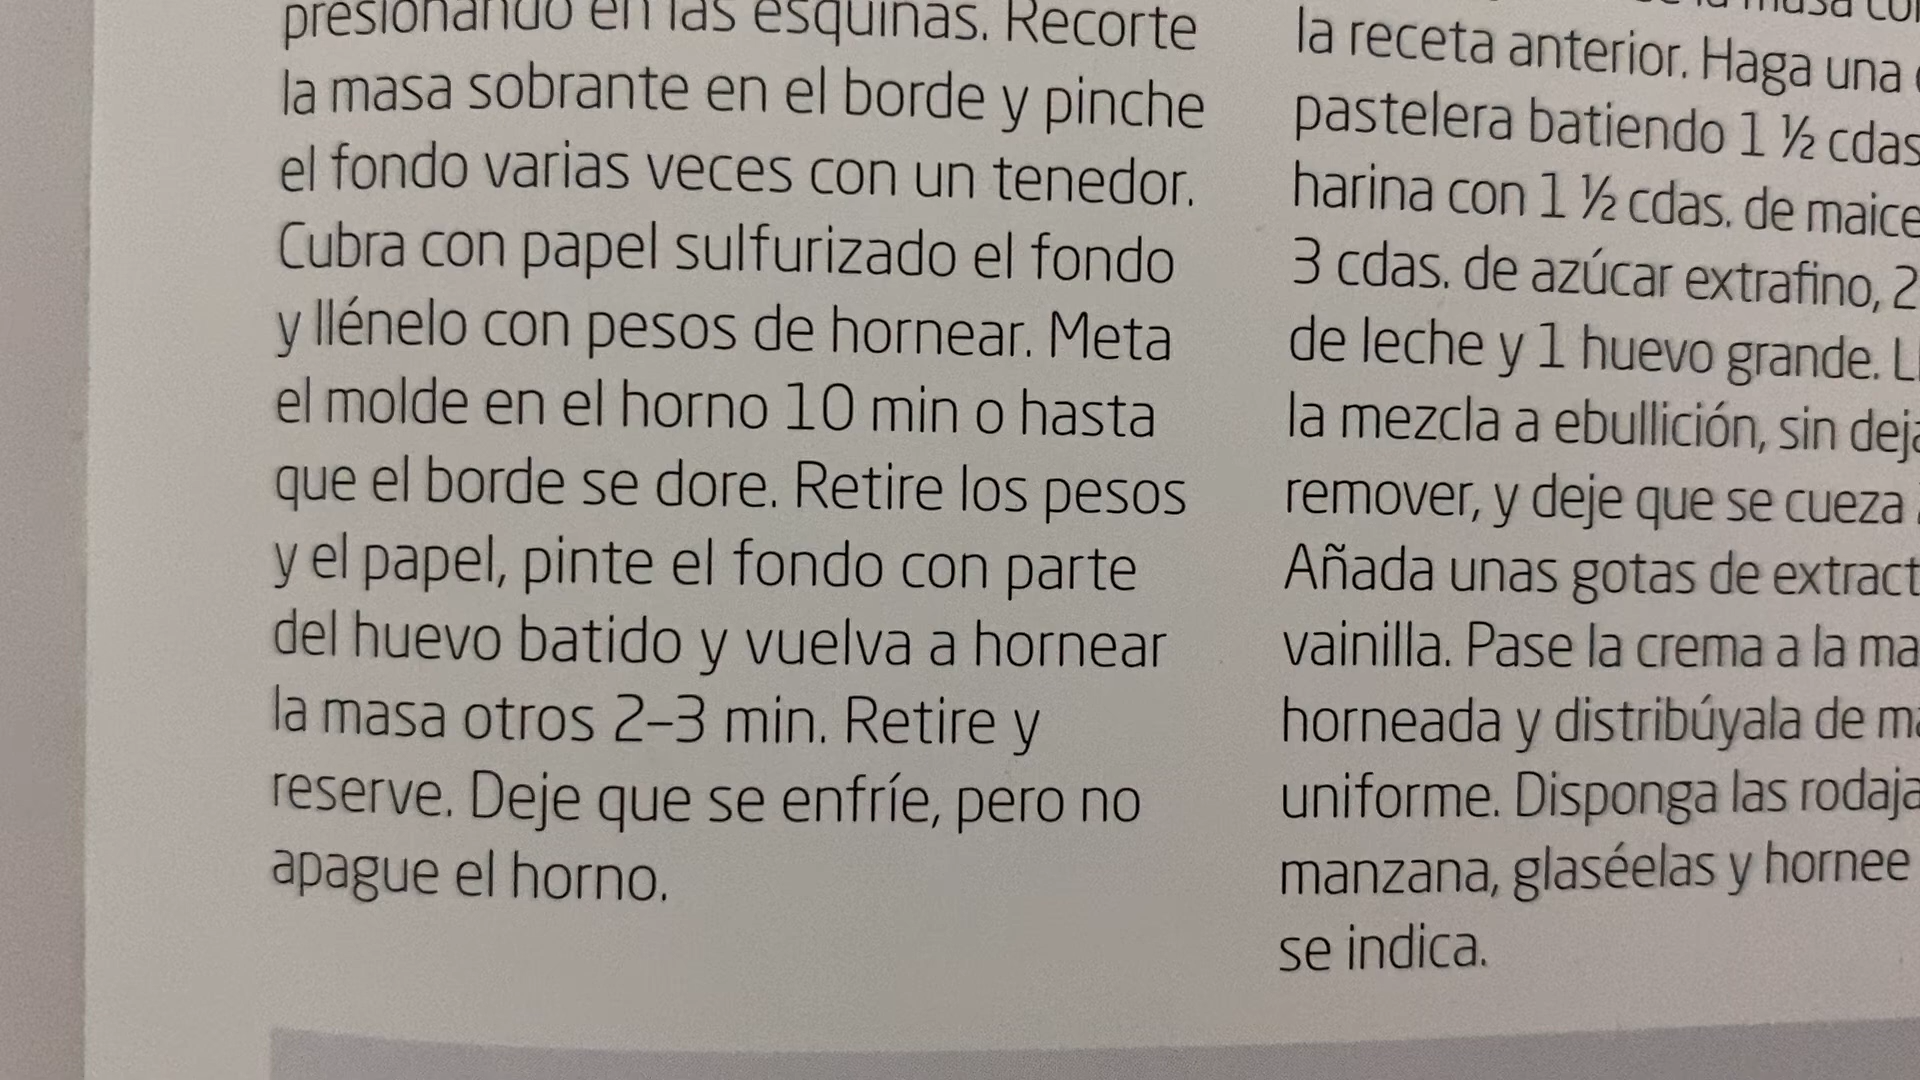 presionando en las esquinas. Recorte
la masa sobrante en el borde y pinche
el fondo varias veces con un tenedor.
Cubra con papel sulfurizado el fondo
y llénelo con pesos de hornear. Meta
el molde en el horno 10 min o hasta
que el borde se dore. Retire los pesos
y el papel, pinte el fondo con parte
del huevo batido y vuelva a hornear
la masa otros 2–3 min. Retire y
reserve. Deje que se enfríe, pero no
apague el horno.
la masa
la receta anterior. Haga una
pastelera batiendo 1 ½ cdas
harina con 1 ½ cdas. de
3 cdas. de azúcar extrafino, 2
de leche y 1 huevo grande.
la mezcla a ebullición, sin
remover, y deje que se cueza
Añada unas gotas de
vainilla. Pase la crema a la
horneada y distribúyala de
uniforme. Disponga las
manzana, glaséelas y hornee
se indica.